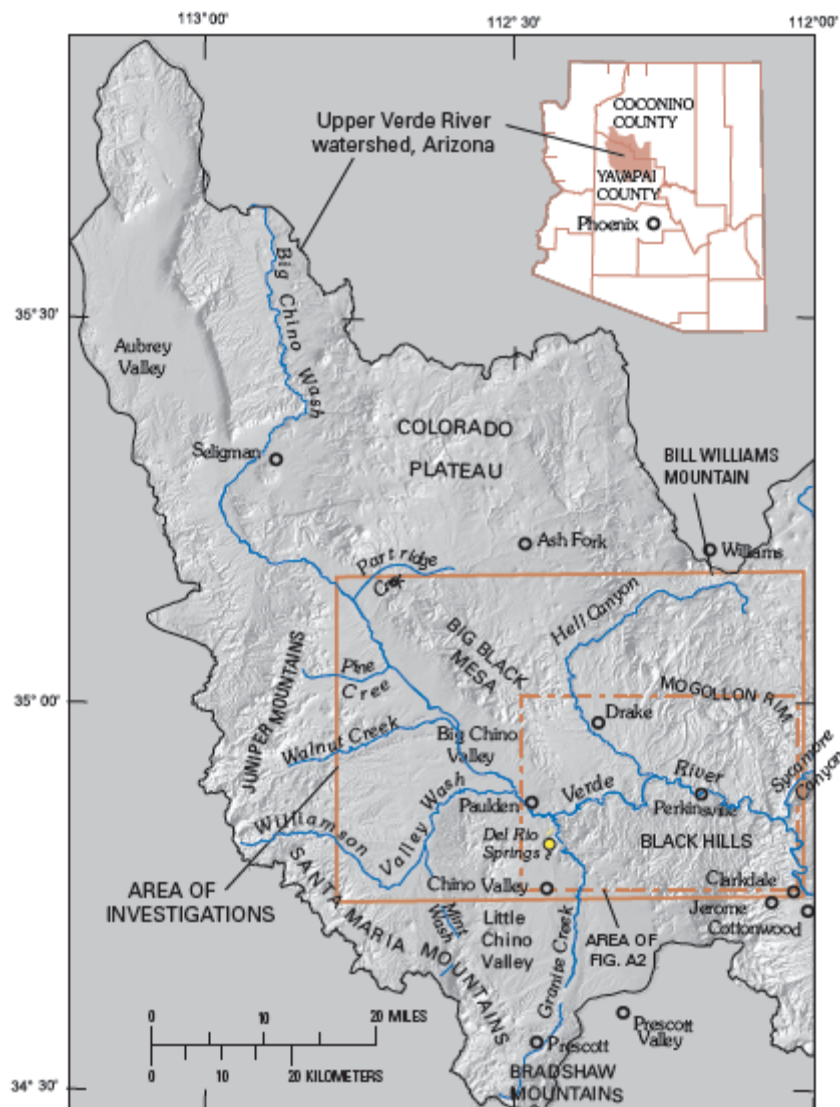 113°00'
112°30'
112°00'
COCONINO
COUNTY
Upper Verde River
watershed, Arizona
YAVAPAI
COUNTY
Phoenix
Big Chino Wash
35°30'
Aubrey
Valley
COLORADO
PLATEAU
Seligman
BILL WILLIAMS
MOUNTAIN
Ash Fork
Williams
Partridge
Creek
Hell Canyon
BIG BLACK
MESA
Pine
Cree
MOGOLLON RIM
35°00'
JUNIPER MOUNTAINS
Drake
Walnut Creek
Big Chino
Valley
Sycamore
Canyon
Verde River
Williamson Valley Wash
Paulden
Perkinsville
Del Rio
Springs
BLACK HILLS
SANTA MARIA MOUNTAINS
Chino Valley
Clarkdale
AREA OF
INVESTIGATIONS
Jerome
Cottonwood
Mint
Wash
Little
Chino
Valley
Granite Creek
AREA OF
FIG. A2
0 10 20 MILES
0 10 20 KILOMETERS
Prescott
Valley
Prescott
34°30'
BRADSHAW
MOUNTAINS